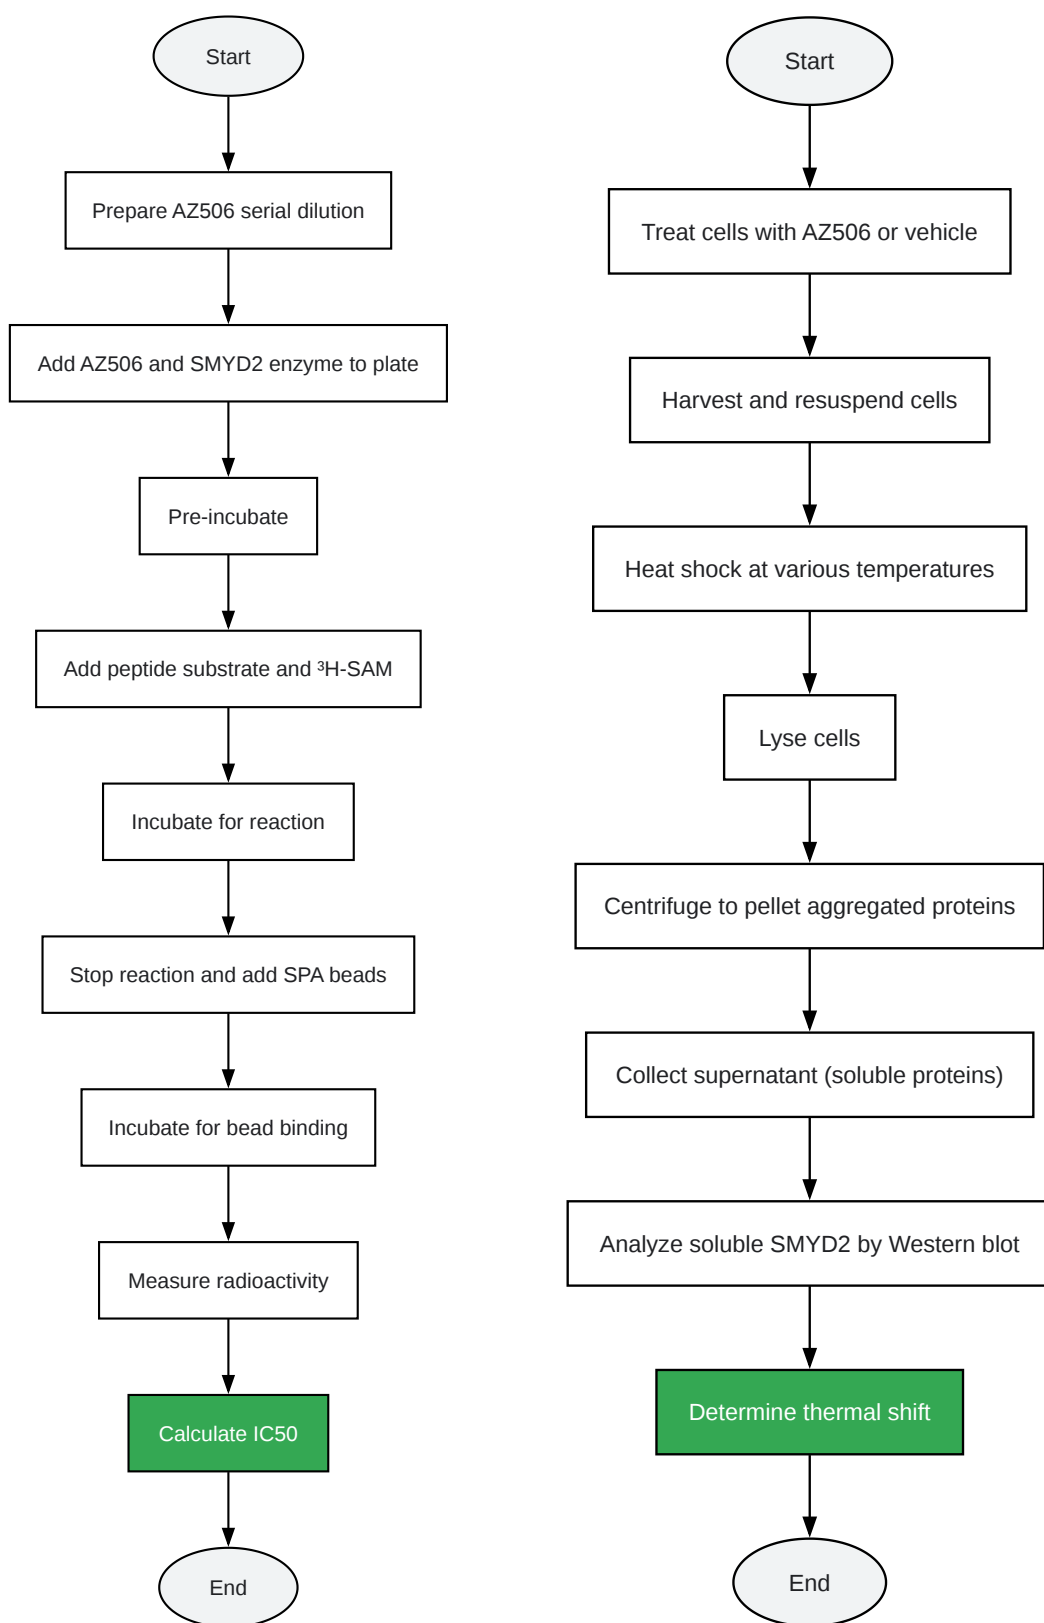 Start
Prepare AZ506 serial dilution
Add AZ506 and SMYD2 enzyme to plate
Pre-incubate
Add peptide substrate and ³H-SAM
Incubate for reaction
Stop reaction and add SPA beads
Incubate for bead binding
Measure radioactivity
Calculate IC50
End
Start
Treat cells with AZ506 or vehicle
Harvest and resuspend cells
Heat shock at various temperatures
Lyse cells
Centrifuge to pellet aggregated proteins
Collect supernatant (soluble proteins)
Analyze soluble SMYD2 by Western blot
Determine thermal shift
End